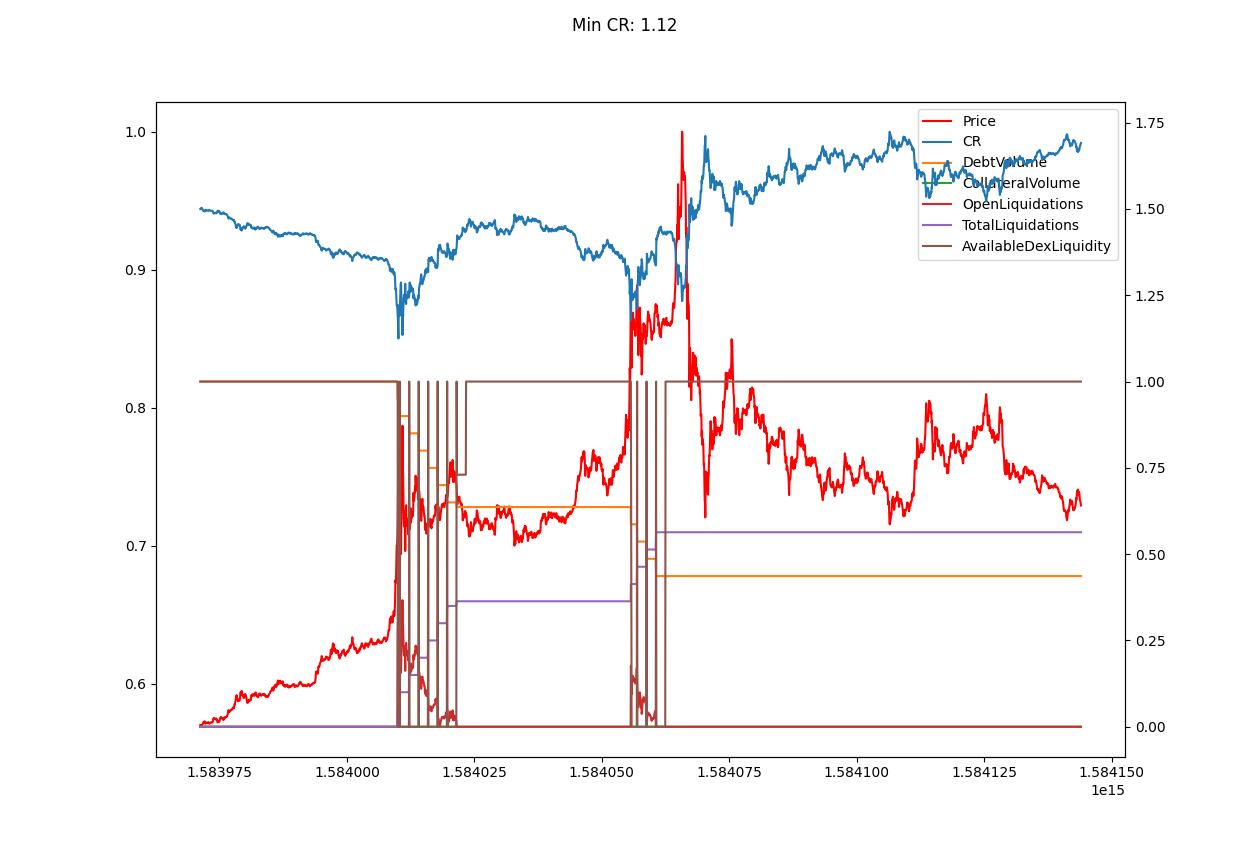 Min CR: 1.12
1.0
0.9
0.8
0.7
0.6
1.75
1.50
1.25
1.00
0.75
0.50
0.25
0.00
Price
CR
DebtVolume
CollateralVolume
OpenLiquidations
TotalLiquidations
AvailableDexLiquidity
1.583975 1.584000 1.584025 1.584050 1.584075 1.584100 1.584125 1.584150
1e15